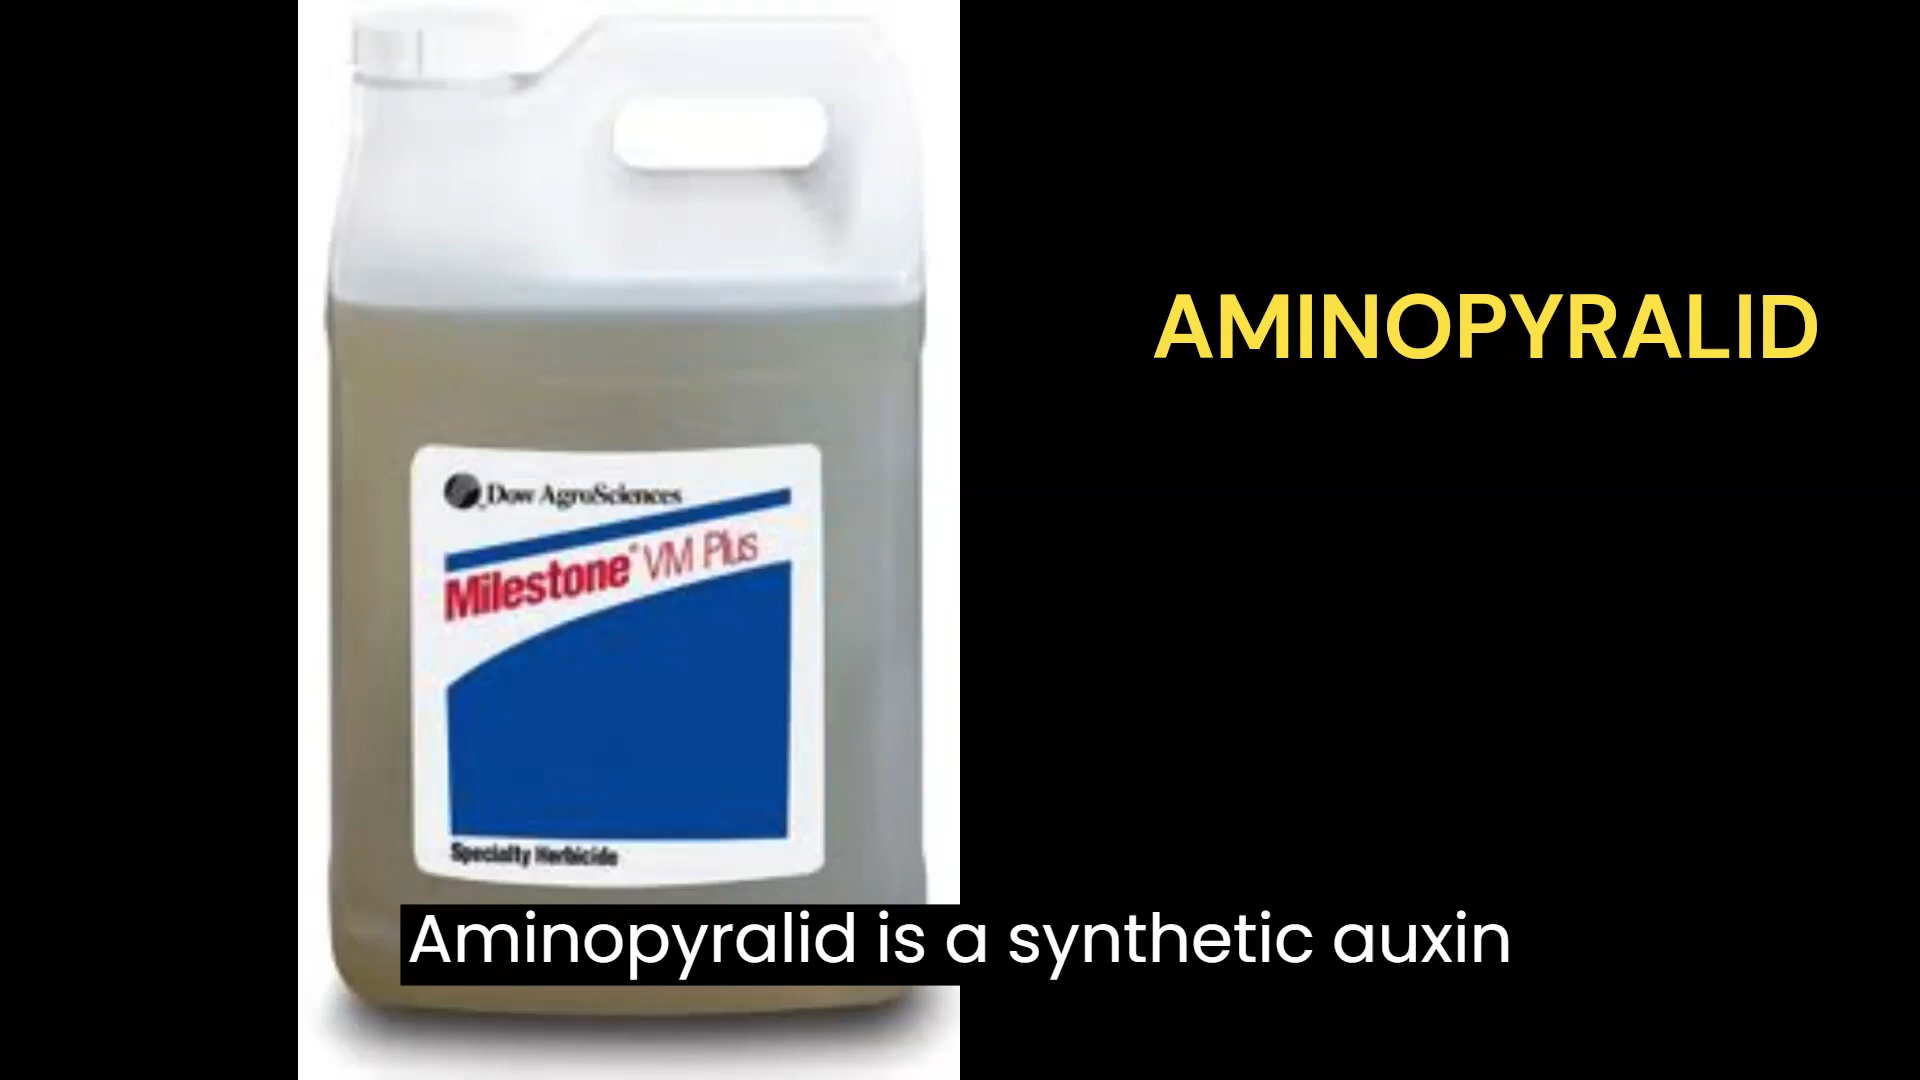 AMINOPYRALID
Dow AgroSciences
Milestone® VM Plus
Specialty Herbicide
Aminopyralid is a synthetic auxin